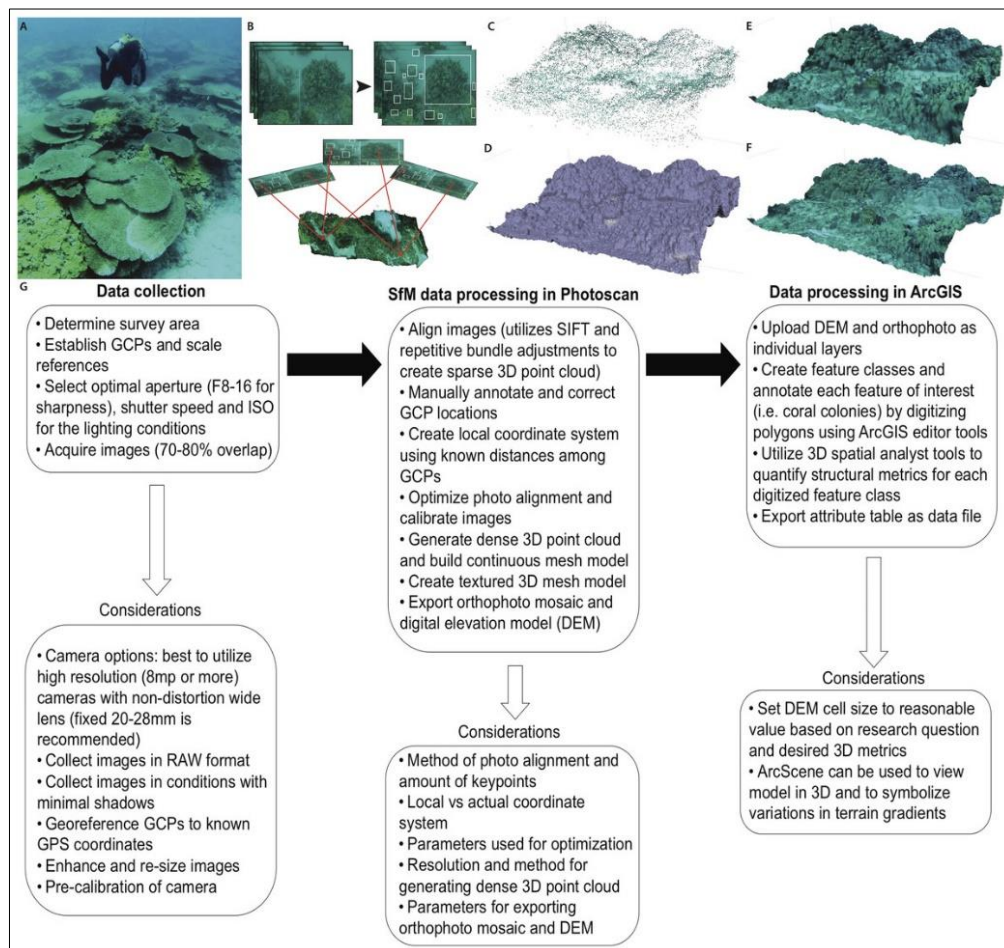 A
B
C
E
D
F
G
Data collection
• Determine survey area
• Establish GCPs and scale
references
• Select optimal aperture (F8-16 for
sharpness), shutter speed and ISO
for the lighting conditions
• Acquire images (70-80% overlap)
Considerations
• Camera options: best to utilize
high resolution (8mp or more)
cameras with non-distortion wide
lens (fixed 20-28mm is
recommended)
• Collect images in RAW format
• Collect images in conditions with
minimal shadows
• Georeference GCPs to known
GPS coordinates
• Enhance and re-size images
• Pre-calibration of camera
SfM data processing in Photoscan
• Align images (utilizes SIFT and
repetitive bundle adjustments to
create sparse 3D point cloud)
• Manually annotate and correct
GCP locations
• Create local coordinate system
using known distances among
GCPs
• Optimize photo alignment and
calibrate images
• Generate dense 3D point cloud
and build continuous mesh model
• Create textured 3D mesh model
• Export orthophoto mosaic and
digital elevation model (DEM)
Considerations
• Method of photo alignment and
amount of keypoints
• Local vs actual coordinate
system
• Parameters used for optimization
• Resolution and method for
generating dense 3D point cloud
• Parameters for exporting
orthophoto mosaic and DEM
Data processing in ArcGIS
• Upload DEM and orthophoto as
individual layers
• Create feature classes and
annotate each feature of interest
(i.e. coral colonies) by digitizing
polygons using ArcGIS editor tools
• Utilize 3D spatial analyst tools to
quantify structural metrics for each
digitized feature class
• Export attribute table as data file
Considerations
• Set DEM cell size to reasonable
value based on research question
and desired 3D metrics
• ArcScene can be used to view
model in 3D and to symbolize
variations in terrain gradients